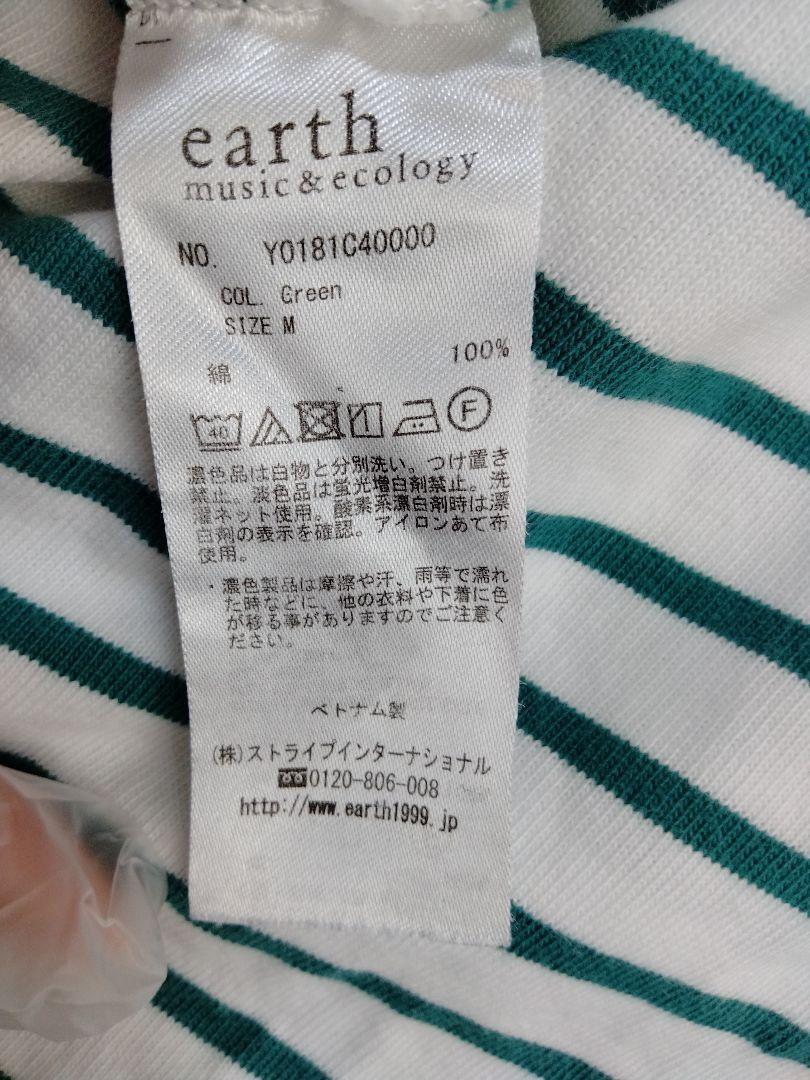 earth
music&ecology
NO. Y0181C40000
COL. Green
SIZE M
綿 100%
40 F
濃色品は白物と分別洗い。つけ置き
禁止。淡色品は蛍光増白剤禁止。洗
濯ネット使用。酸素系漂白剤時は漂
白剤の表示を確認。アイロンあて布
使用。
・濃色製品は摩擦や汗、雨等で濡れ
た時などに、他の衣料や下着に色
が移る事がありますのでご注意く
ださい。
ベトナム製
(株)ストライプインターナショナル
0120-806-008
http://www.earth1999.jp